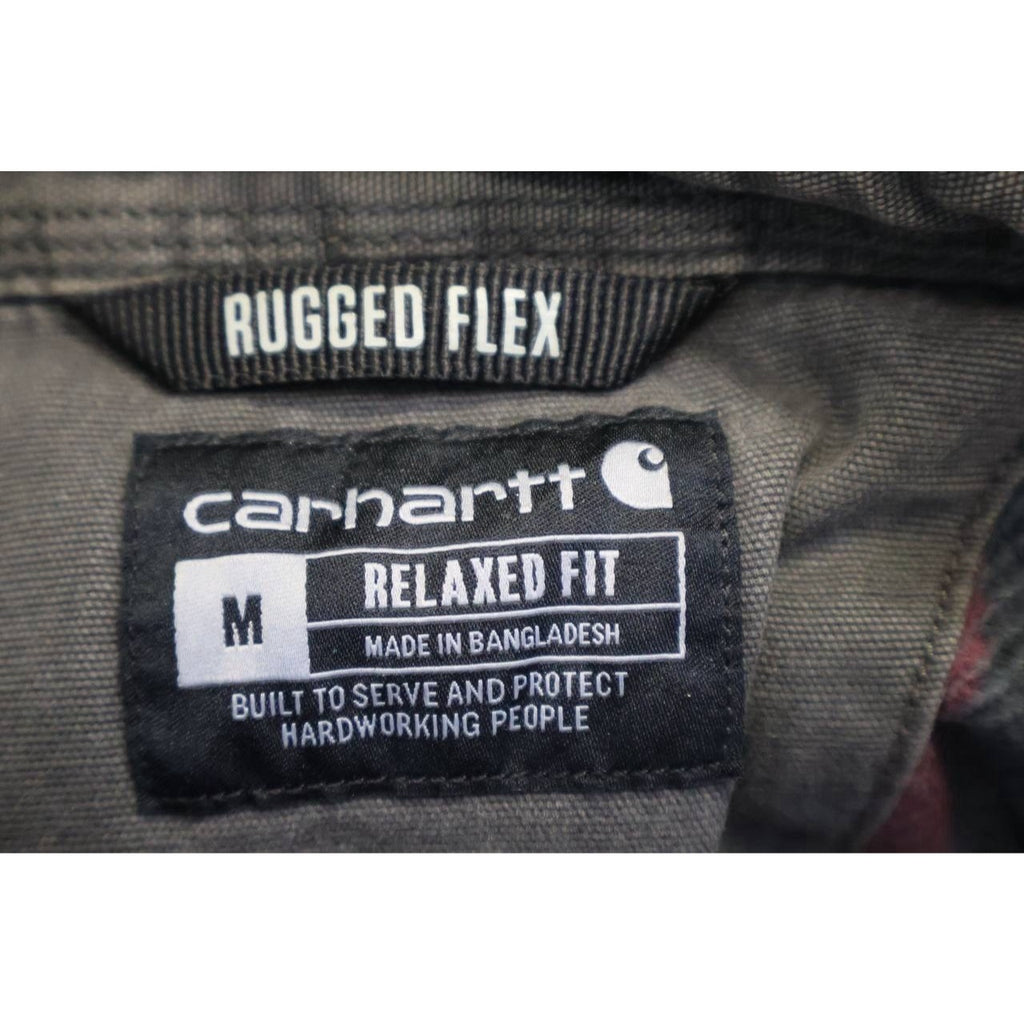 RUGGED FLEX
carhartt
M
RELAXED FIT
MADE IN BANGLADESH
BUILT TO SERVE AND PROTECT
HARDWORKING PEOPLE